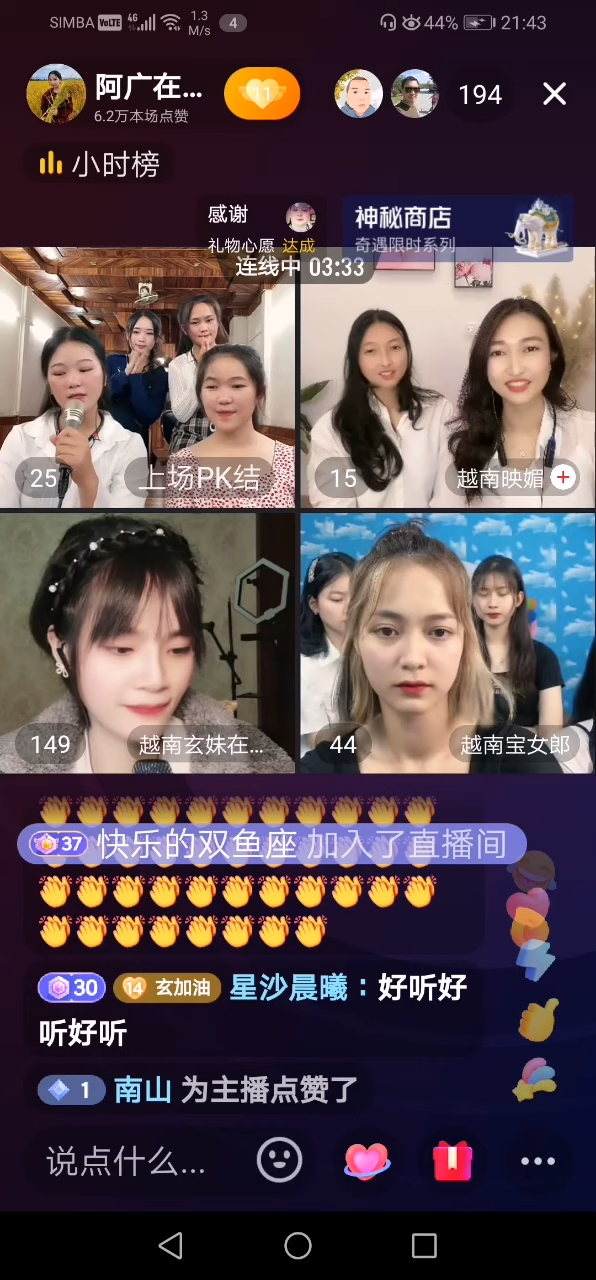 SIMBA VoLTE 4G 1.3 M/s 4 44% 21:43
阿广在... 11 194
6.2万本场点赞
小时榜
感谢 神秘商店
礼物心愿 达成 奇遇限时系列
连线中 03:33
25 上场PK结 15 越南映媚
149 越南玄妹在... 44 越南宝女郎
37 快乐的双鱼座 加入了直播间
30 14 玄加油 星沙晨曦：好听好
听好听
1 南山 为主播点赞了
说点什么...